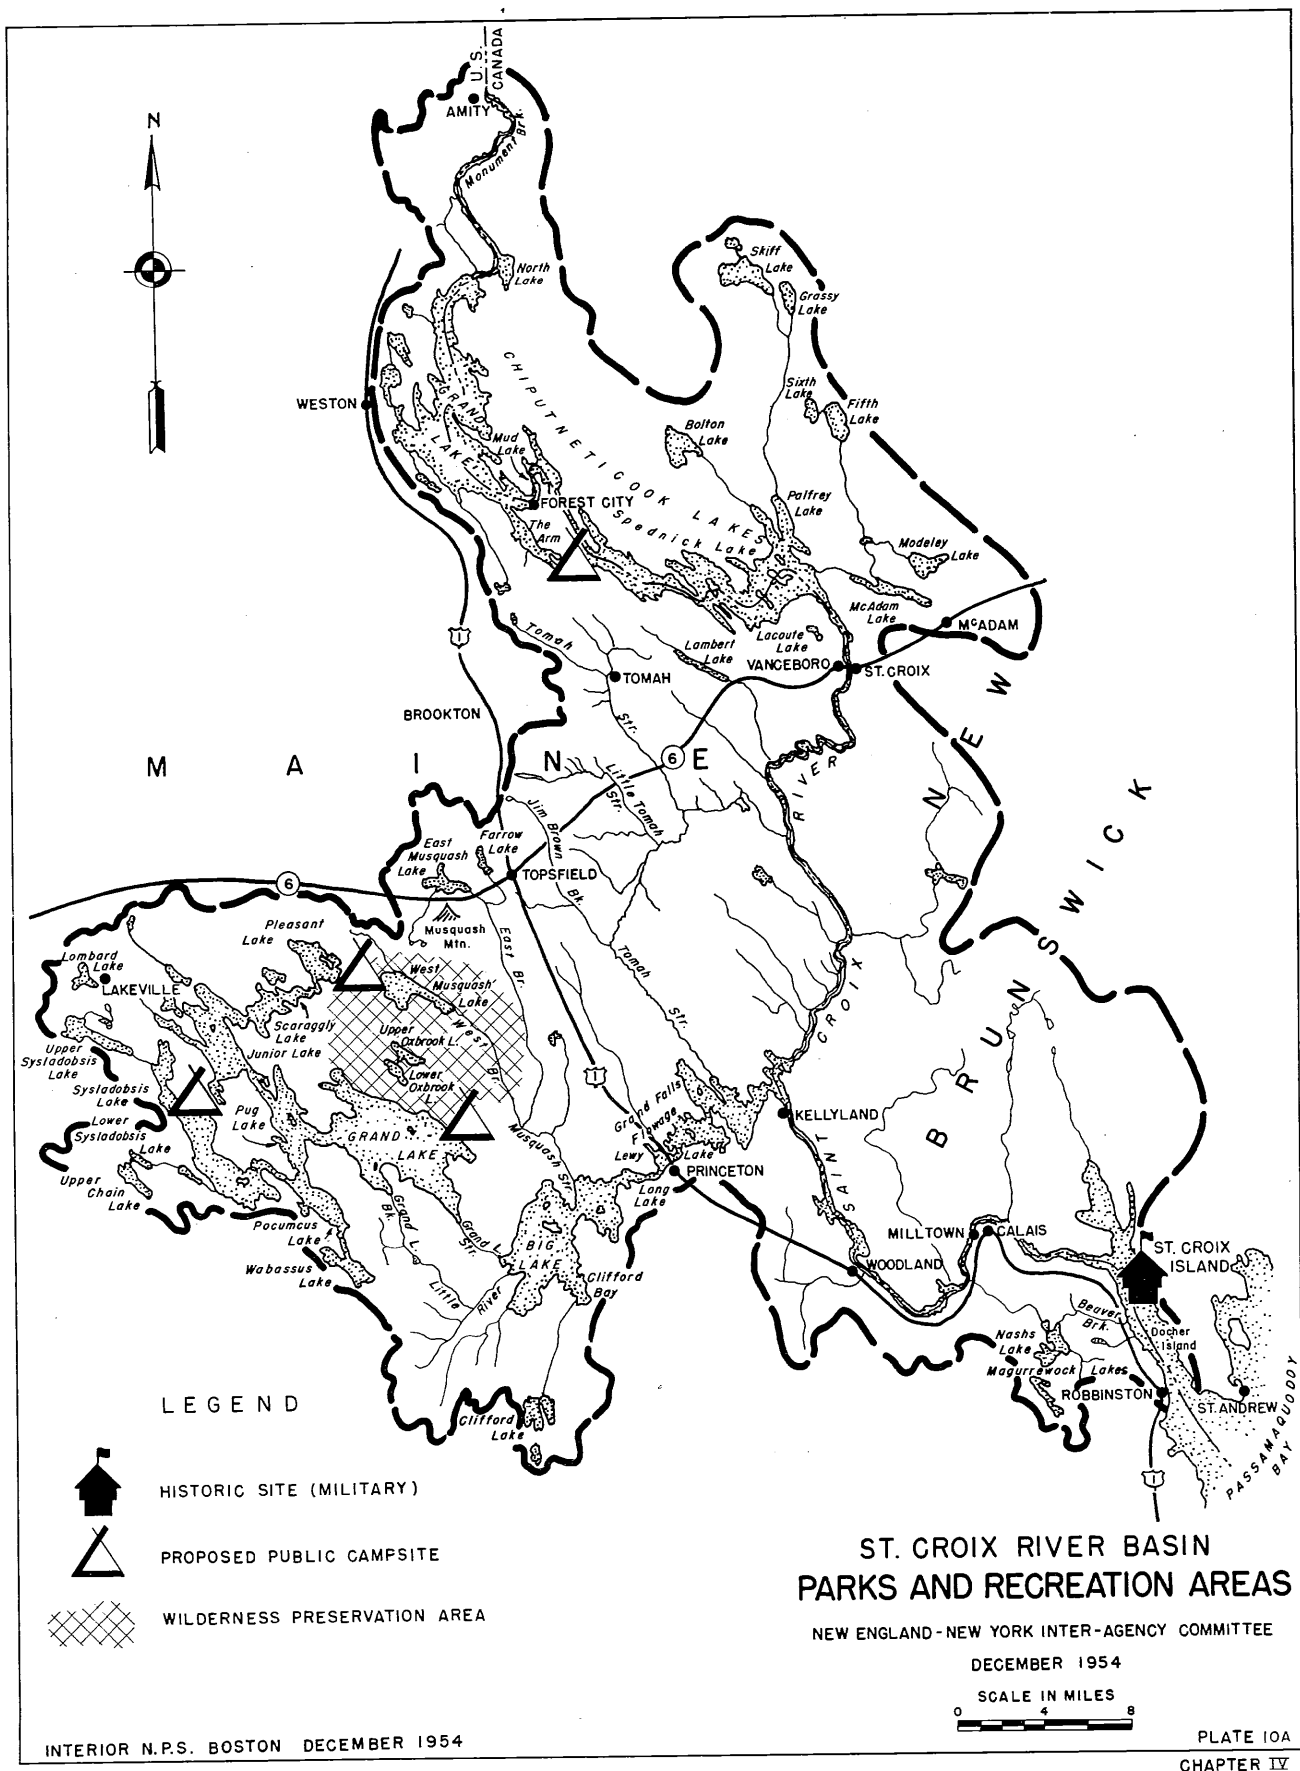 U.S.
CANADA
AMITY
Monument Brk.
N
North
Lake
Skiff
Lake
Grassy
Lake
CHIPUTNETICOOK LAKES
Sixth
Lake
Fifth
Lake
WESTON
GRAND
LAKE
Mud
Lake
Bolton
Lake
FOREST CITY
The
Arm
Spednick Lake
Palfrey
Lake
Modeley
Lake
McAdam
Lake
McADAM
1
Tomah
Str.
Lambert
Lake
Lacoute
Lake
VANCEBORO
ST. CROIX
TOMAH
BROOKTON
MAINE
6
NEW
BRUNSWICK
SAINT CROIX RIVER
Little Tomah
Str.
Jim Brown
Bk.
East
Musquash
Lake
Farrow
Lake
TOPSFIELD
6
Musquash
Mtn.
Pleasant
Lake
Lombard
Lake
LAKEVILLE
West
Musquash
Lake
East Br.
West Br.
Tomah Str.
Scaraggly
Lake
Junior Lake
Upper
Oxbrook L.
Lower
Oxbrook
L.
Upper
Sysladobsis
Lake
Sysladobsis
Lake
Lower
Sysladobsis
Lake
Pug
Lake
GRAND
LAKE
1
Grand Falls
Flowage
Lewy
Lake
KELLYLAND
PRINCETON
Musquash Str.
Upper
Chain
Lake
Long
Lake
Pocumcus
Lake
Wabassus
Lake
Grand L.
Bk.
Grand L.
Str.
BIG
LAKE
Little River
Clifford
Bay
MILLTOWN
CALAIS
WOODLAND
ST. CROIX
ISLAND
Beaver
Brk.
Nashs
Lake
Docher
Island
Magurrewock Lakes
ROBBINSTON
ST. ANDREW
PASSAMAQUODDY
BAY
Clifford
Lake
1
LEGEND
HISTORIC SITE (MILITARY)
PROPOSED PUBLIC CAMPSITE
WILDERNESS PRESERVATION AREA
ST. CROIX RIVER BASIN
PARKS AND RECREATION AREAS
NEW ENGLAND-NEW YORK INTER-AGENCY COMMITTEE
DECEMBER 1954
SCALE IN MILES
0 4 8
INTERIOR N.P.S. BOSTON DECEMBER 1954
PLATE 10A
CHAPTER IV